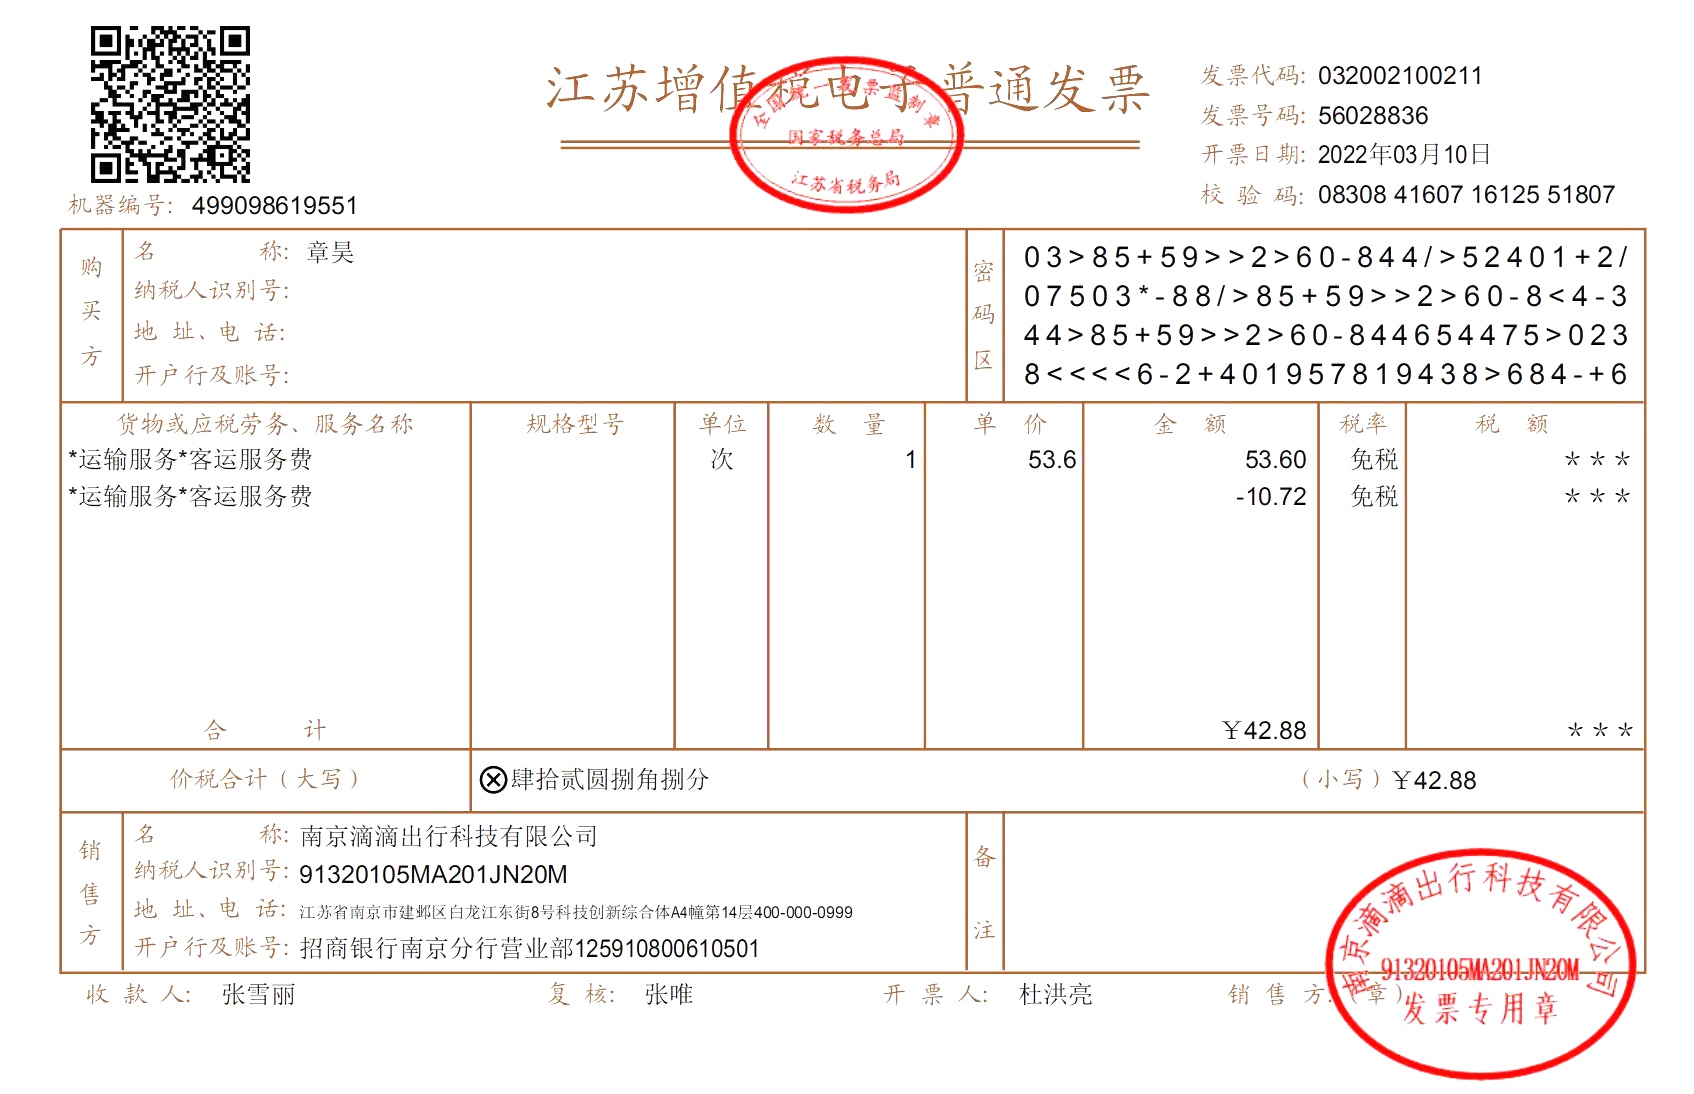 江苏增值税电子普通发票
全国统一发票监制章
国家税务总局
江苏省税务局
发票代码: 032002100211
发票号码: 56028836
开票日期: 2022年03月10日
校验码: 08308 41607 16125 51807
机器编号: 499098619551
购买方
名称: 章昊
纳税人识别号:
地址、电话:
开户行及账号:
密码区
03>85+59>>2>60-844/>52401+2/
07503*-88/>85+59>>2>60-8<4-3
44>85+59>>2>60-844654475>023
8<<<<6-2+401957819438>684-+6
货物或应税劳务、服务名称 规格型号 单位 数量 单价 金额 税率 税额
*运输服务*客运服务费 次 1 53.6 53.60 免税 ***
*运输服务*客运服务费 -10.72 免税 ***
合计 ￥42.88 ***
价税合计（大写） ⊗肆拾贰圆捌角捌分 （小写）￥42.88
销售方
名称: 南京滴滴出行科技有限公司
纳税人识别号: 91320105MA201JN20M
地址、电话: 江苏省南京市建邺区白龙江东街8号科技创新综合体A4幢第14层400-000-0999
开户行及账号: 招商银行南京分行营业部125910800610501
备注
收款人: 张雪丽 复核: 张唯 开票人: 杜洪亮 销售方:（章）
南京滴滴出行科技有限公司
91320105MA201JN20M
发票专用章